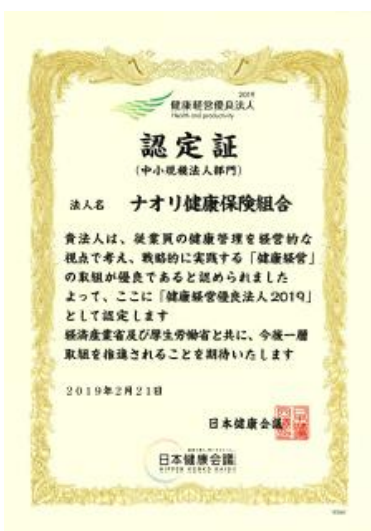 2019
健康経営優良法人
Health and productivity
認定証
(中小規模法人部門)
法人名 ナオリ健康保険組合
貴法人は、従業員の健康管理を経営的な
視点で考え、戦略的に実践する「健康経営」
の取組が優良であると認められました
よって、ここに「健康経営優良法人2019」
として認定します
経済産業省及び厚生労働省と共に、今後一層
取組を推進されることを期待いたします
2019年2月21日
日本健康会議
日本健康会議
NIPPON KENKO KAIGI